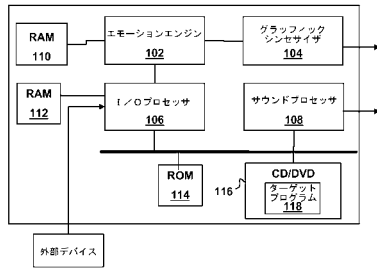 RAM
110
エモーションエンジン
102
グラッフィック
シンセサイザ
104
RAM
112
I/Oプロセッサ
106
サウンドプロセッサ
108
ROM
114
116
CD/DVD
ターゲット
プログラム
118
外部デバイス